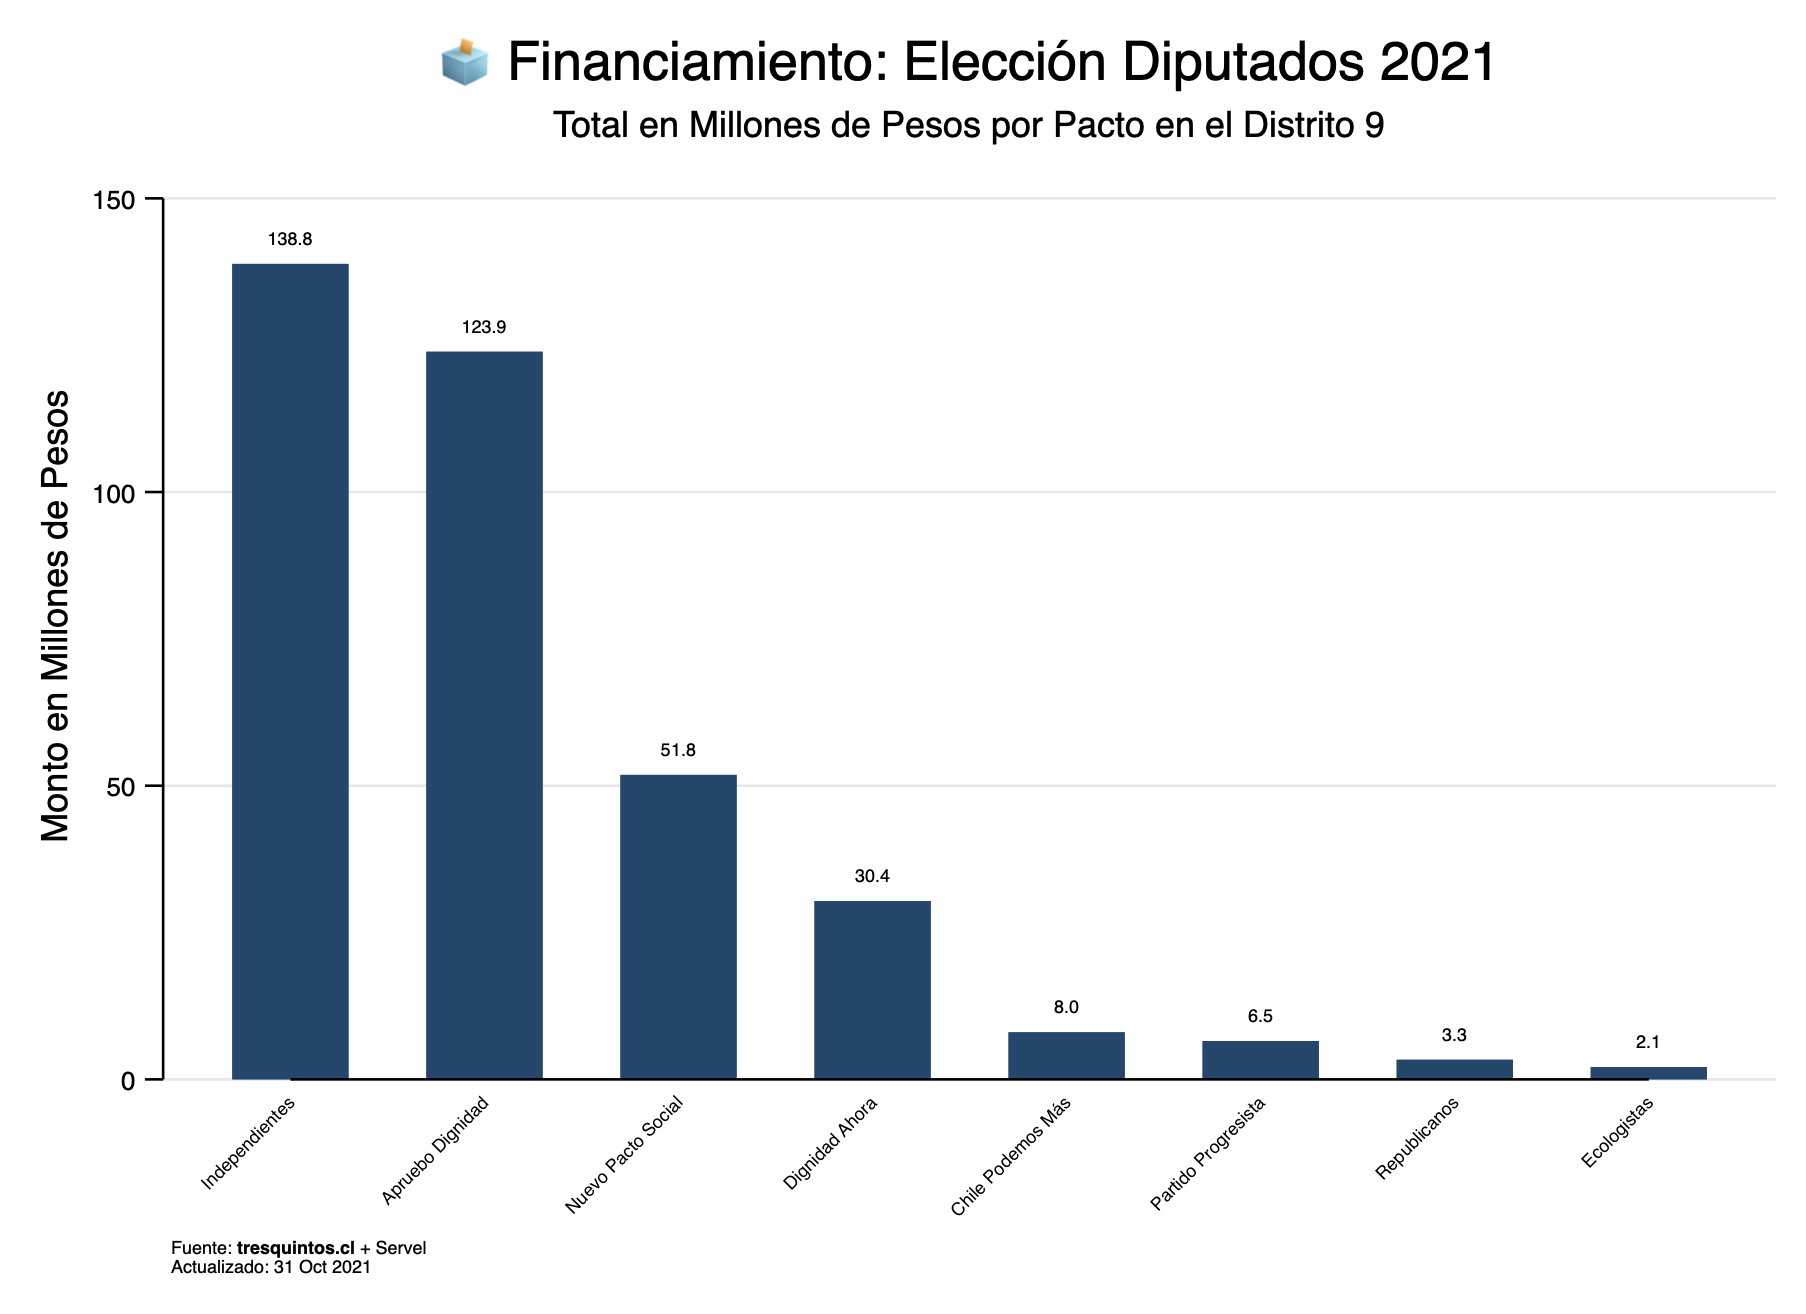 Financiamiento: Elección Diputados 2021
Total en Millones de Pesos por Pacto en el Distrito 9
Monto en Millones de Pesos
150
100
50
0
138.8
123.9
51.8
30.4
8.0
6.5
3.3
2.1
Independientes
Apruebo Dignidad
Nuevo Pacto Social
Dignidad Ahora
Chile Podemos Más
Partido Progresista
Republicanos
Ecologistas
Fuente: tresquintos.cl + Servel
Actualizado: 31 Oct 2021